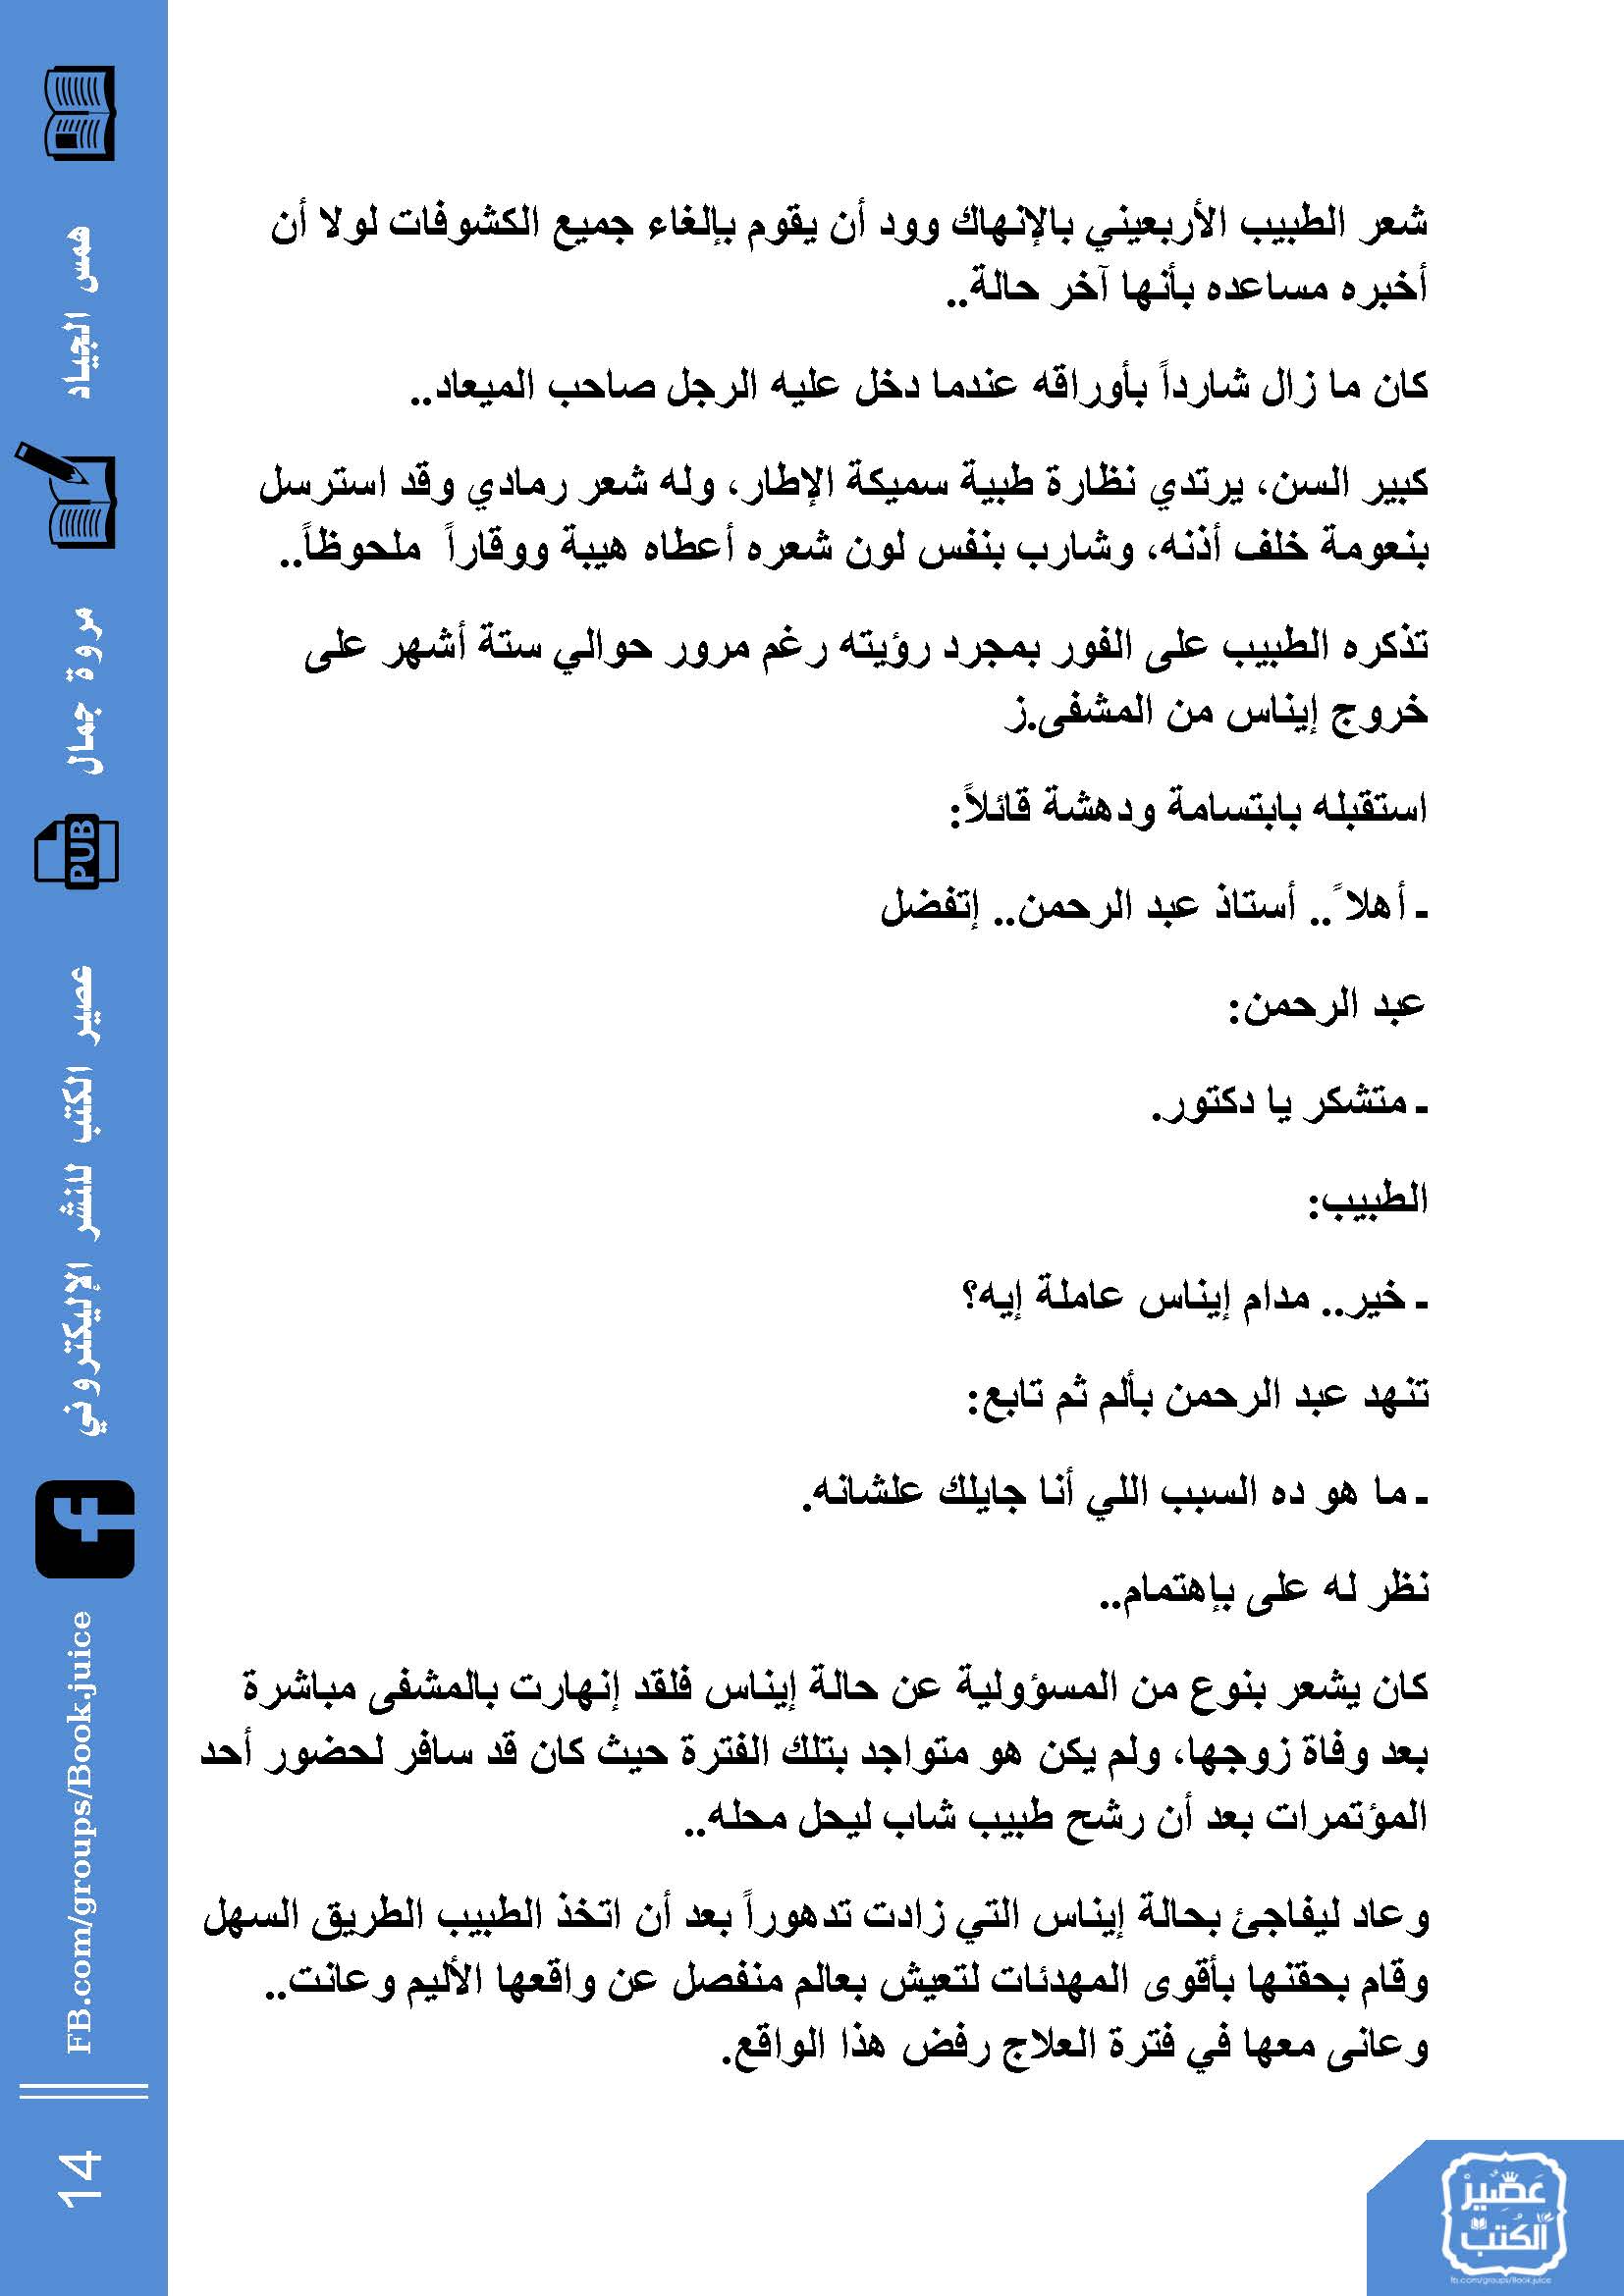 شعر الطبيب الأربعيني بالإنهاك وود أن يقوم بإلغاء جميع الكشوفات لولا أن
أخبره مساعده بأنها آخر حالة..
كان ما زال شارداً بأوراقه عندما دخل عليه الرجل صاحب الميعاد..
كبير السن، يرتدي نظارة طبية سميكة الإطار، وله شعر رمادي وقد استرسل
بنعومة خلف أذنه، وشارب بنفس لون شعره أعطاه هيبة ووقاراً  ملحوظاً..
تذكره الطبيب على الفور بمجرد رؤيته رغم مرور حوالي ستة أشهر على
خروج إيناس من المشفى.ز
استقبله بابتسامة ودهشة قائلاً:
ـ أهلا ً.. أستاذ عبد الرحمن.. إتفضل
عبد الرحمن:
ـ متشكر يا دكتور.
الطبيب:
ـ خير.. مدام إيناس عاملة إيه؟
تنهد عبد الرحمن بألم ثم تابع:
ـ ما هو ده السبب اللي أنا جايلك علشانه.
نظر له على بإهتمام..
كان يشعر بنوع من المسؤولية عن حالة إيناس فلقد إنهارت بالمشفى مباشرة
بعد وفاة زوجها، ولم يكن هو متواجد بتلك الفترة حيث كان قد سافر لحضور أحد
المؤتمرات بعد أن رشح طبيب شاب ليحل محله..
وعاد ليفاجئ بحالة إيناس التي زادت تدهوراً بعد أن اتخذ الطبيب الطريق السهل
وقام بحقنها بأقوى المهدئات لتعيش بعالم منفصل عن واقعها الأليم وعانت..
وعانى معها في فترة العلاج رفض هذا الواقع.
همس الجياد
مروة جمال
PUB
عصير الكتب للنشر الإليكتروني
FB.com/groups/Book.juice
14
عَصِيرْ
الكُتبْ
fb.com/groups/Book.juice